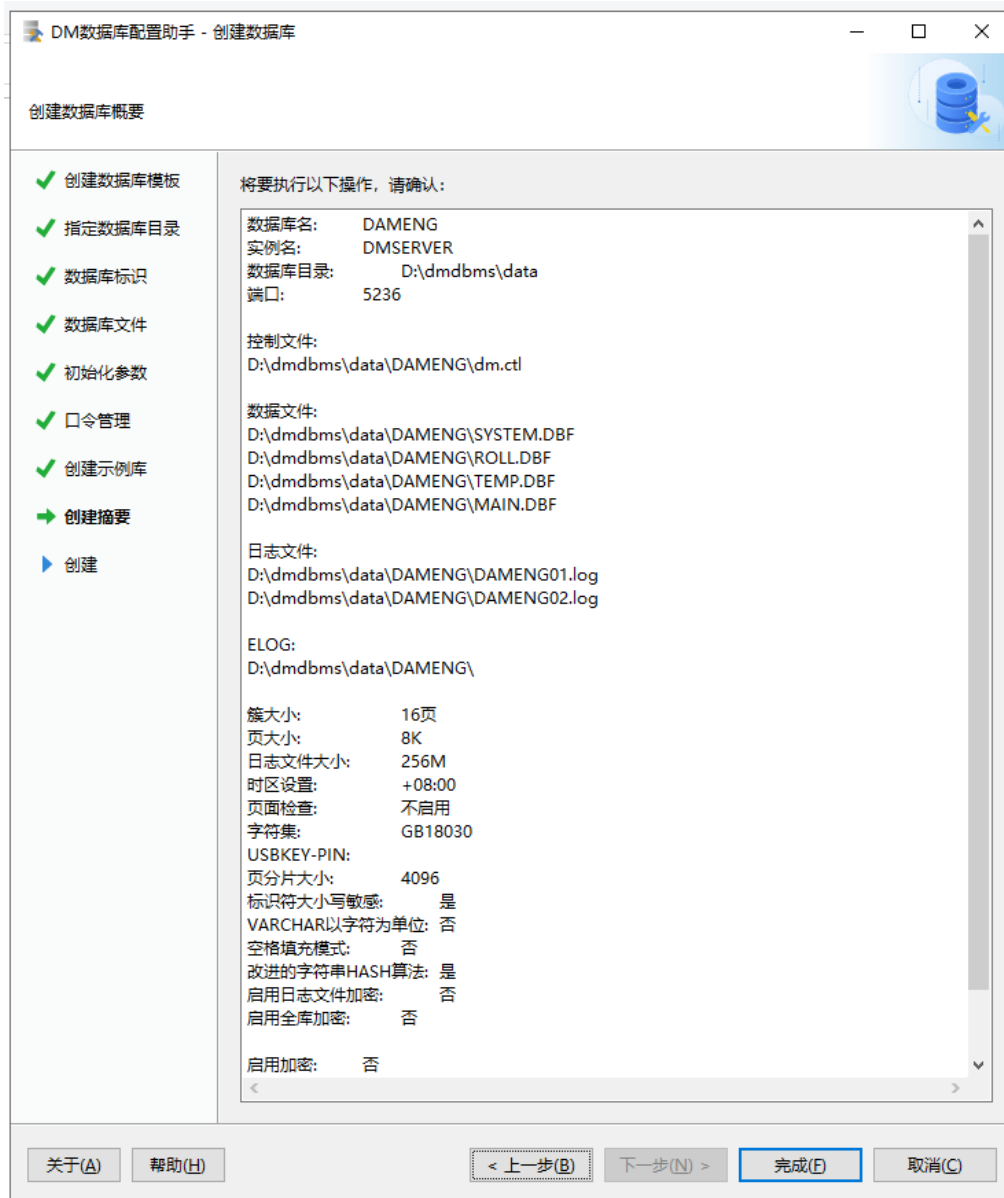 DM数据库配置助手 - 创建数据库
创建数据库概要
创建数据库模板
指定数据库目录
数据库标识
数据库文件
初始化参数
口令管理
创建示例库
创建摘要
创建
将要执行以下操作，请确认：
数据库名: DAMENG
实例名: DMSERVER
数据库目录: D:\dmdbms\data
端口: 5236
控制文件:
D:\dmdbms\data\DAMENG\dm.ctl
数据文件:
D:\dmdbms\data\DAMENG\SYSTEM.DBF
D:\dmdbms\data\DAMENG\ROLL.DBF
D:\dmdbms\data\DAMENG\TEMP.DBF
D:\dmdbms\data\DAMENG\MAIN.DBF
日志文件:
D:\dmdbms\data\DAMENG\DAMENG01.log
D:\dmdbms\data\DAMENG\DAMENG02.log
ELOG:
D:\dmdbms\data\DAMENG\
簇大小: 16页
页大小: 8K
日志文件大小: 256M
时区设置: +08:00
页面检查: 不启用
字符集: GB18030
USBKEY-PIN:
页分片大小: 4096
标识符大小写敏感: 是
VARCHAR以字符为单位: 否
空格填充模式: 否
改进的字符串HASH算法: 是
启用日志文件加密: 否
启用全库加密: 否
启用加密: 否
关于(A) 帮助(H) < 上一步(B) 下一步(N) > 完成(F) 取消(C)